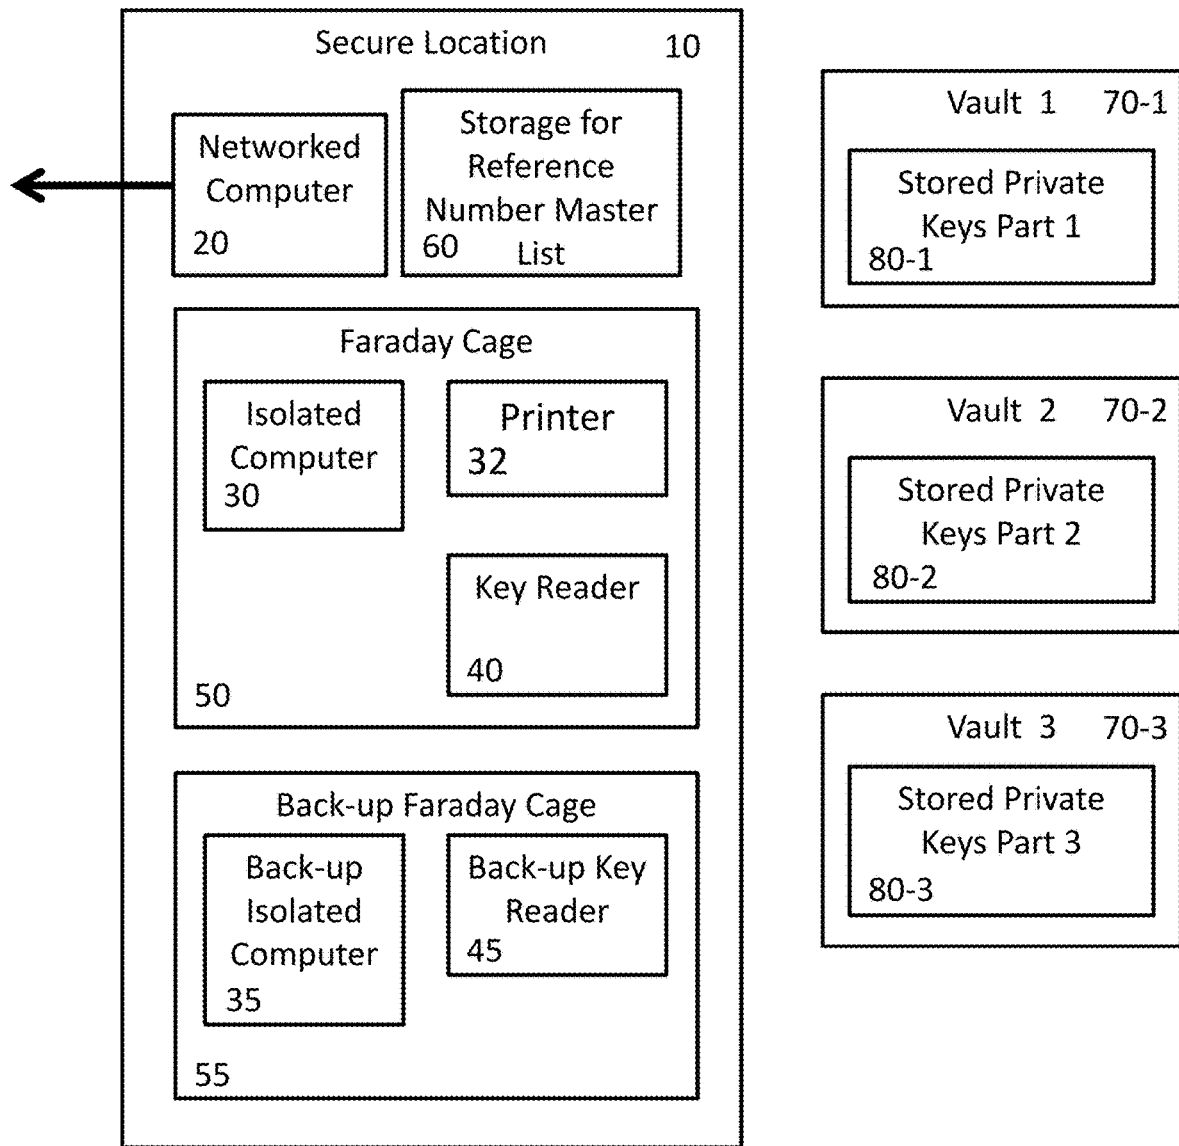 Secure Location 10
Networked
Computer
20
Storage for
Reference
Number Master
60 List
Faraday Cage
Isolated
Computer
30
Printer
32
Key Reader
40
50
Back-up Faraday Cage
Back-up
Isolated
Computer
35
Back-up Key
Reader
45
55
Vault 1 70-1
Stored Private
Keys Part 1
80-1
Vault 2 70-2
Stored Private
Keys Part 2
80-2
Vault 3 70-3
Stored Private
Keys Part 3
80-3